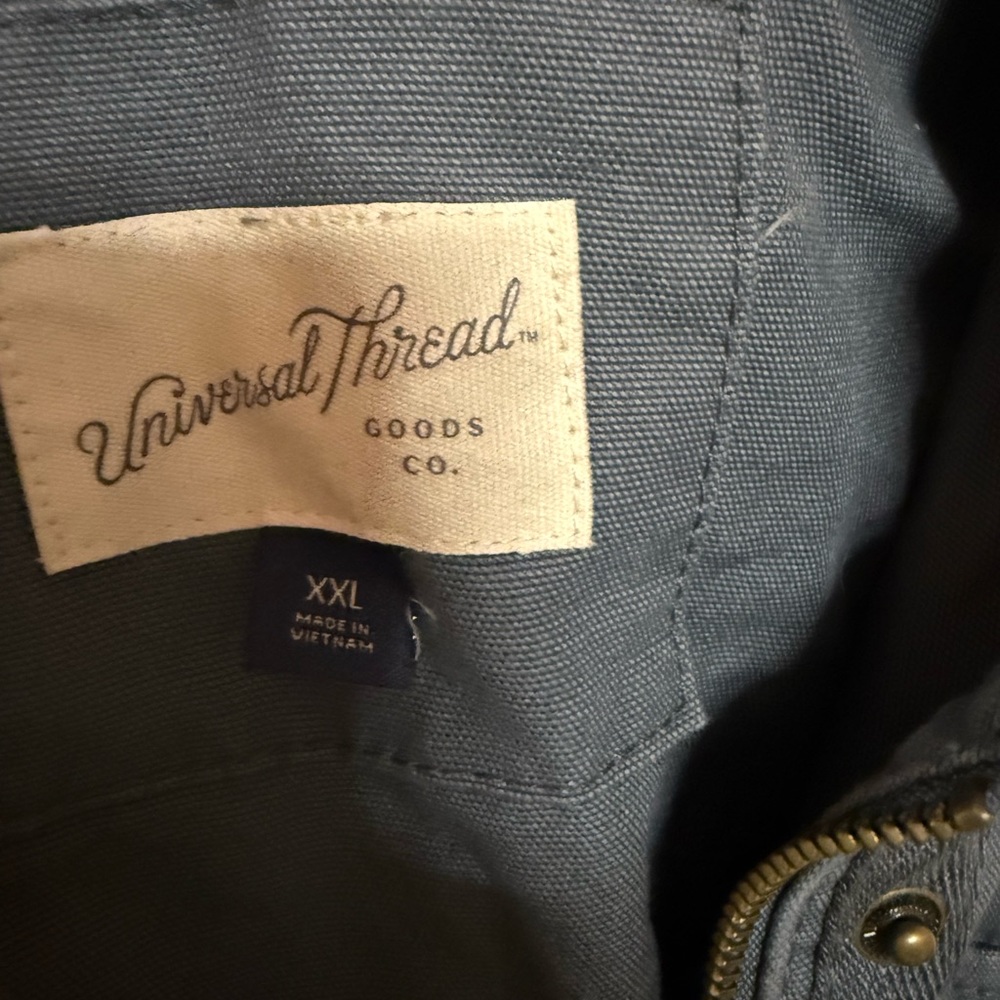 Universal Thread™
GOODS
CO.
XXL
MADE IN
VIETNAM